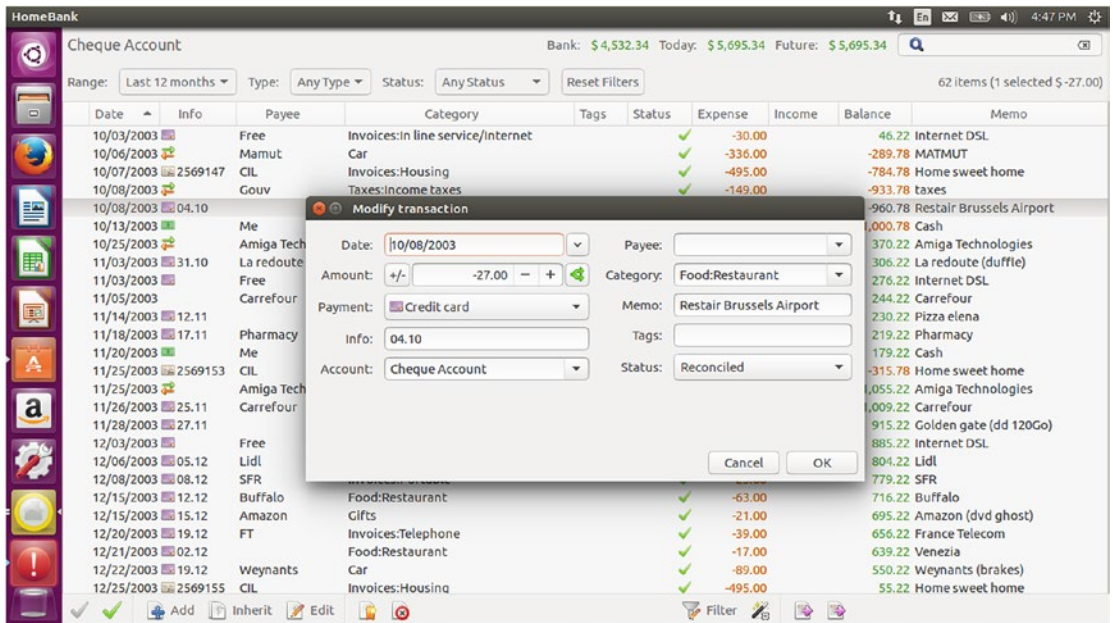 HomeBank En 4:47 PM
Cheque Account Bank: $ 4,532.34 Today: $ 5,695.34 Future: $ 5,695.34
Range: Last 12 months Type: Any Type Status: Any Status Reset Filters 62 items (1 selected $ -27.00)
Date Info Payee Category Tags Status Expense Income Balance Memo
10/03/2003 Free Invoices:In line service/Internet -30.00 46.22 Internet DSL
10/06/2003 Mamut Car -336.00 -289.78 MATMUT
10/07/2003 2569147 CIL Invoices:Housing -495.00 -784.78 Home sweet home
10/08/2003 Gouv Taxes:Income taxes -149.00 -933.78 taxes
10/08/2003 04.10 -960.78 Restair Brussels Airport
10/13/2003 Me ,000.78 Cash
10/25/2003 Amiga Tech 370.22 Amiga Technologies
11/03/2003 31.10 La redoute 306.22 La redoute (duffle)
11/03/2003 Free 276.22 Internet DSL
11/05/2003 Carrefour 244.22 Carrefour
11/14/2003 12.11 230.22 Pizza elena
11/18/2003 17.11 Pharmacy 219.22 Pharmacy
11/20/2003 Me 179.22 Cash
11/25/2003 2569153 CIL -315.78 Home sweet home
11/25/2003 Amiga Tech ,055.22 Amiga Technologies
11/26/2003 25.11 Carrefour ,009.22 Carrefour
11/28/2003 27.11 915.22 Golden gate (dd 120Go)
12/03/2003 Free 885.22 Internet DSL
12/06/2003 05.12 Lidl 804.22 Lidl
12/08/2003 08.12 SFR 779.22 SFR
12/15/2003 12.12 Buffalo Food:Restaurant -63.00 716.22 Buffalo
12/15/2003 15.12 Amazon Gifts -21.00 695.22 Amazon (dvd ghost)
12/20/2003 19.12 FT Invoices:Telephone -39.00 656.22 France Telecom
12/21/2003 02.12 Food:Restaurant -17.00 639.22 Venezia
12/22/2003 19.12 Weynants Car -89.00 550.22 Weynants (brakes)
12/25/2003 2569155 CIL Invoices:Housing -495.00 55.22 Home sweet home
Add Inherit Edit Filter
Modify transaction
Date: 10/08/2003 Payee:
Amount: +/- -27.00 − + Category: Food:Restaurant
Payment: Credit card Memo: Restair Brussels Airport
Info: 04.10 Tags:
Account: Cheque Account Status: Reconciled
Cancel OK